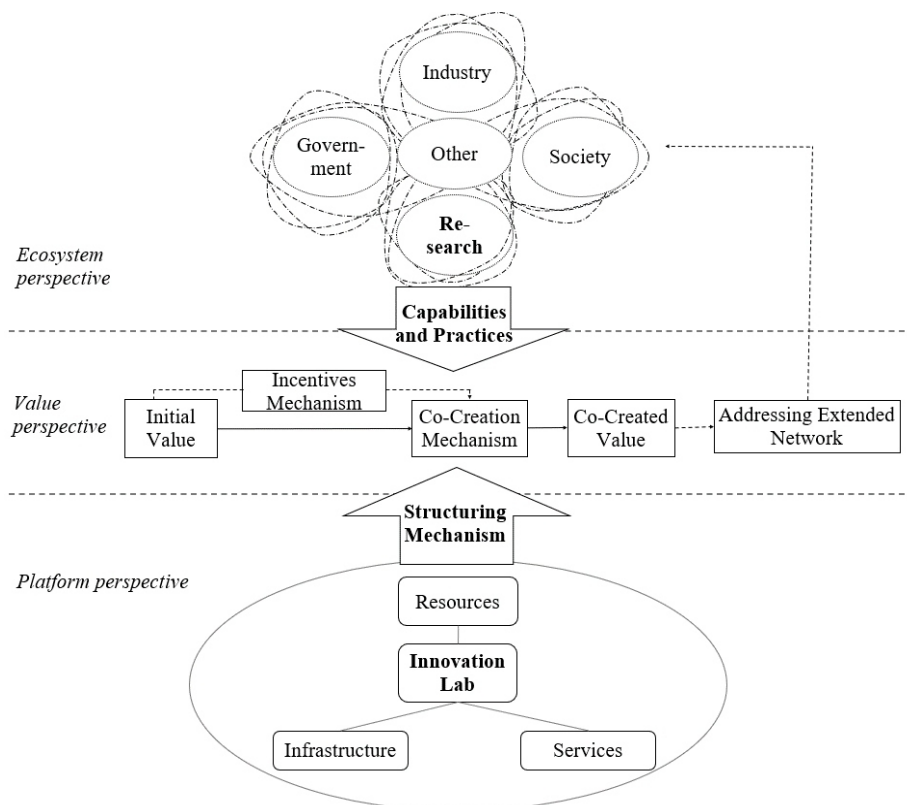 Industry
Govern-
ment
Other
Society
Re-
search
Ecosystem
perspective
Capabilities
and Practices
Value
perspective
Incentives
Mechanism
Initial
Value
Co-Creation
Mechanism
Co-Created
Value
Addressing Extended
Network
Structuring
Mechanism
Platform perspective
Resources
Innovation
Lab
Infrastructure
Services